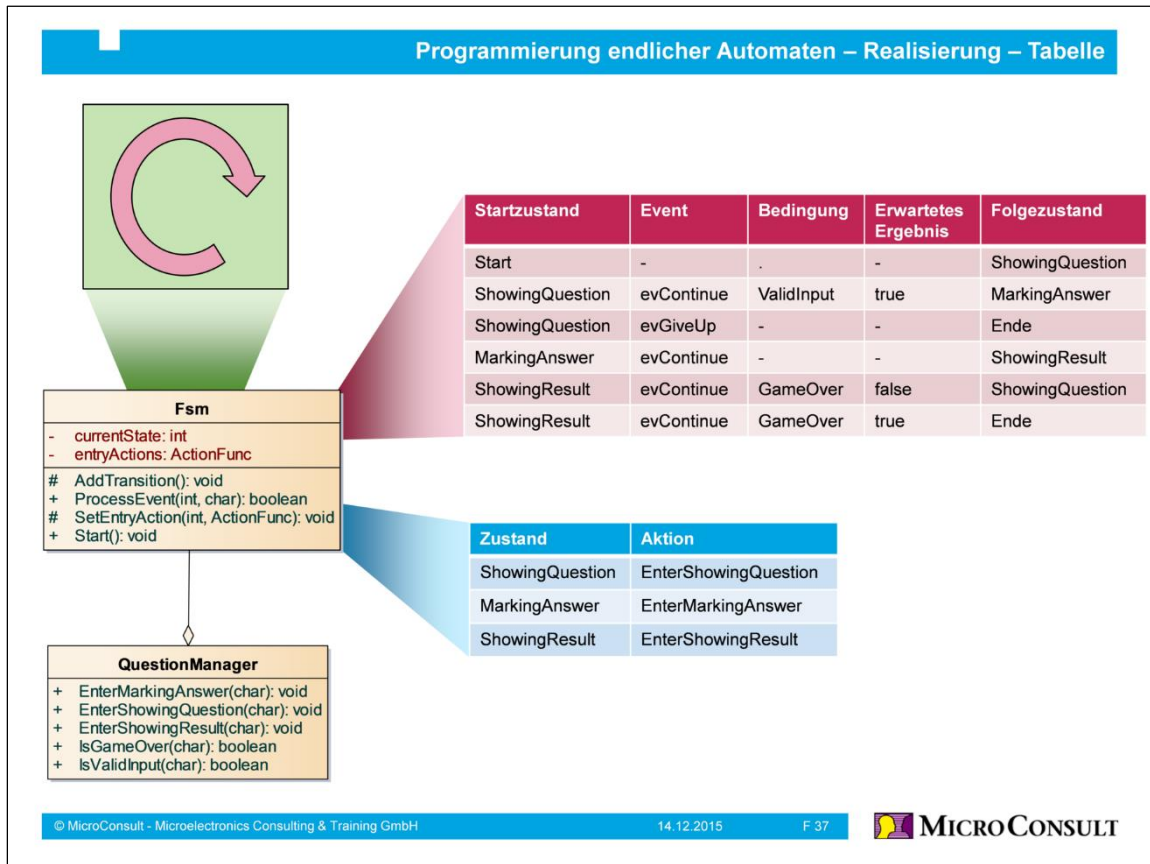 Programmierung endlicher Automaten – Realisierung – Tabelle
Startzustand Event Bedingung Erwartetes Ergebnis Folgezustand
Start - . - ShowingQuestion
ShowingQuestion evContinue ValidInput true MarkingAnswer
ShowingQuestion evGiveUp - - Ende
MarkingAnswer evContinue - - ShowingResult
ShowingResult evContinue GameOver false ShowingQuestion
ShowingResult evContinue GameOver true Ende
Fsm
- currentState: int
- entryActions: ActionFunc
# AddTransition(): void
+ ProcessEvent(int, char): boolean
# SetEntryAction(int, ActionFunc): void
+ Start(): void
Zustand Aktion
ShowingQuestion EnterShowingQuestion
MarkingAnswer EnterMarkingAnswer
ShowingResult EnterShowingResult
QuestionManager
+ EnterMarkingAnswer(char): void
+ EnterShowingQuestion(char): void
+ EnterShowingResult(char): void
+ IsGameOver(char): boolean
+ IsValidInput(char): boolean
© MicroConsult - Microelectronics Consulting & Training GmbH 14.12.2015 F 37
MICROCONSULT